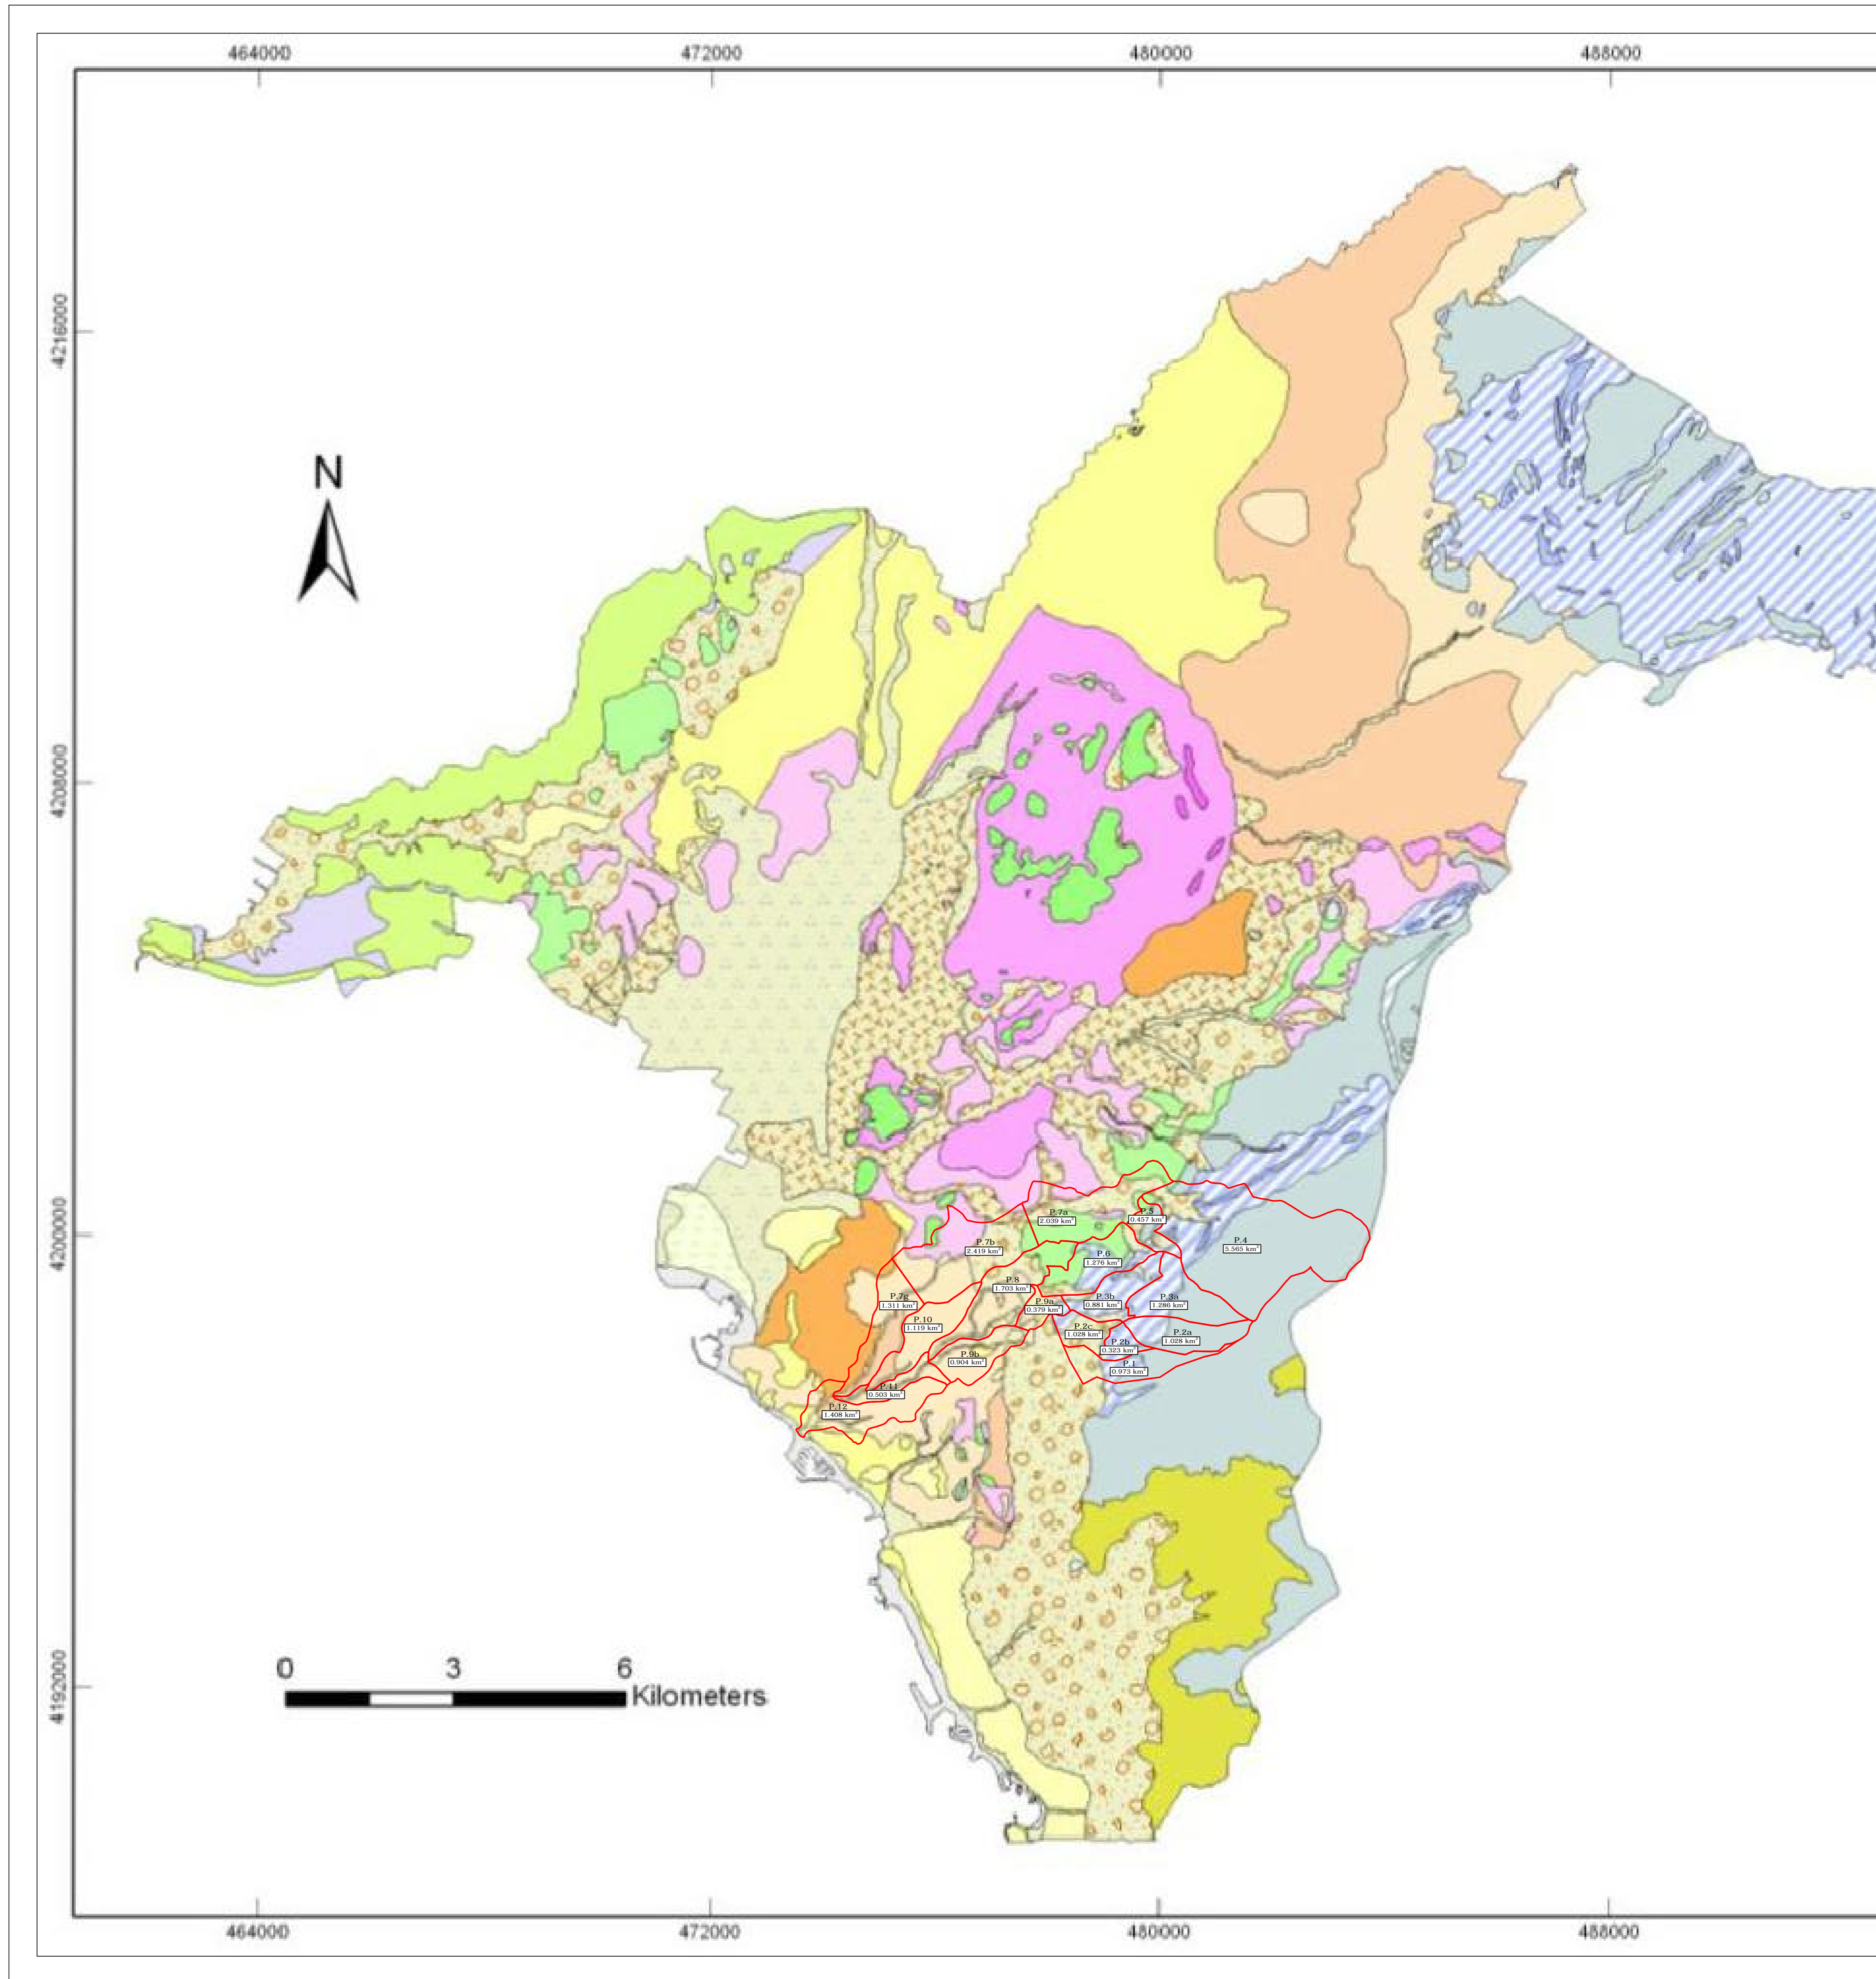 464000 472000 480000 488000
4216000
N
4208000
4200000
P.7a
2.039 km²
P.5
0.457 km²
P.4
5.565 km²
P.7b
2.419 km²
P.6
1.276 km²
P.8
1.703 km²
P.7g
1.311 km²
P.9a
0.379 km²
P.3b
0.881 km²
P.3a
1.286 km²
P.10
1.119 km²
P.2c
1.028 km²
P.2a
1.028 km²
P.2b
0.323 km²
P.9b
0.904 km²
P.1
0.973 km²
P.11
0.503 km²
P.12
1.408 km²
4192000
0 3 6
Kilometers
464000 472000 480000 488000